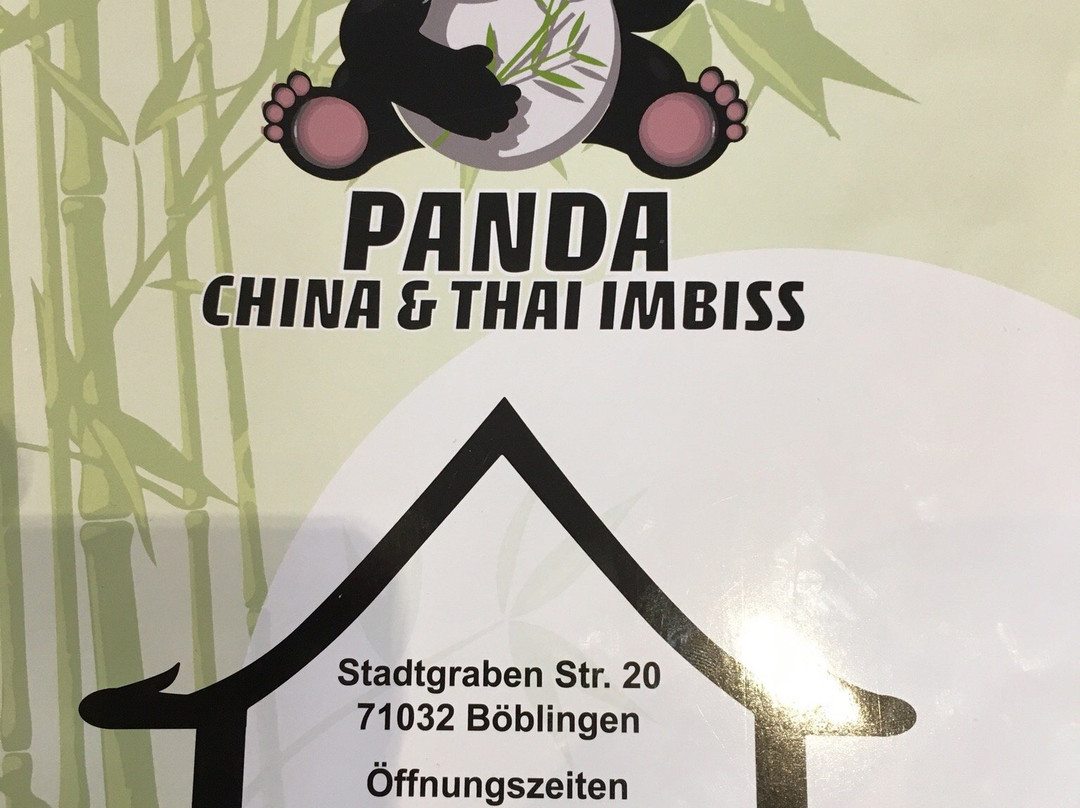 PANDA
CHINA & THAI IMBISS
Stadtgraben Str. 20
71032 Böblingen
Öffnungszeiten